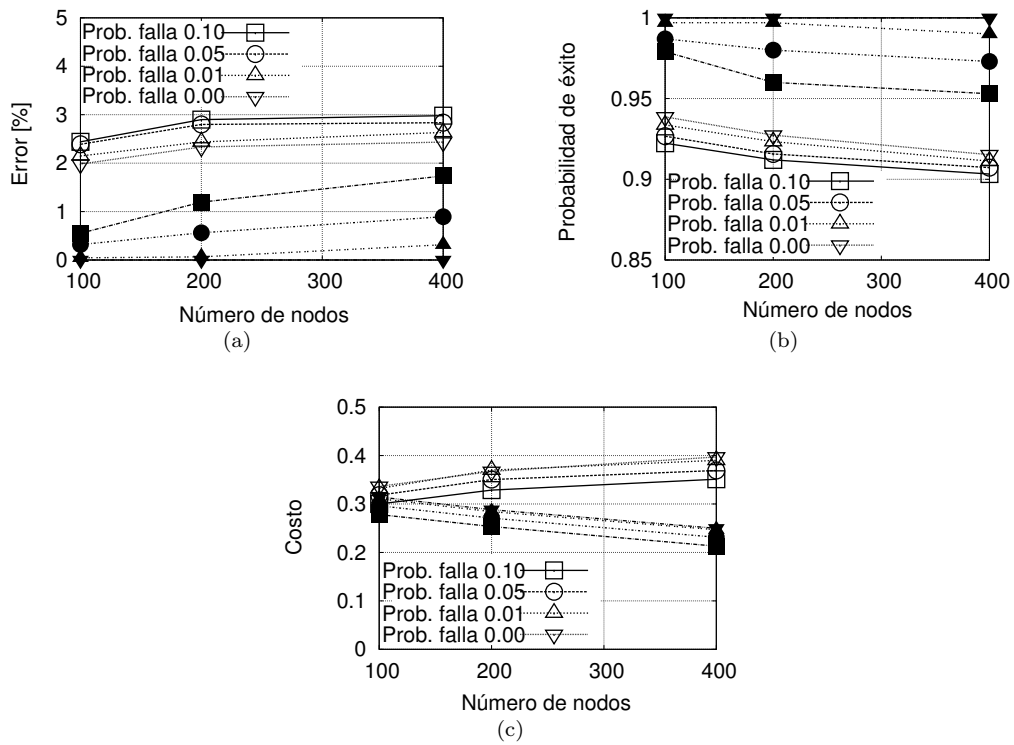 Error [%]
5
4
3
2
1
0
Prob. falla 0.10
Prob. falla 0.05
Prob. falla 0.01
Prob. falla 0.00
100 200 300 400
Número de nodos
(a)
Probabilidad de éxito
1
0.95
0.9
0.85
Prob. falla 0.10
Prob. falla 0.05
Prob. falla 0.01
Prob. falla 0.00
100 200 300 400
Número de nodos
(b)
Costo
0.5
0.4
0.3
0.2
0.1
0
Prob. falla 0.10
Prob. falla 0.05
Prob. falla 0.01
Prob. falla 0.00
100 200 300 400
Número de nodos
(c)